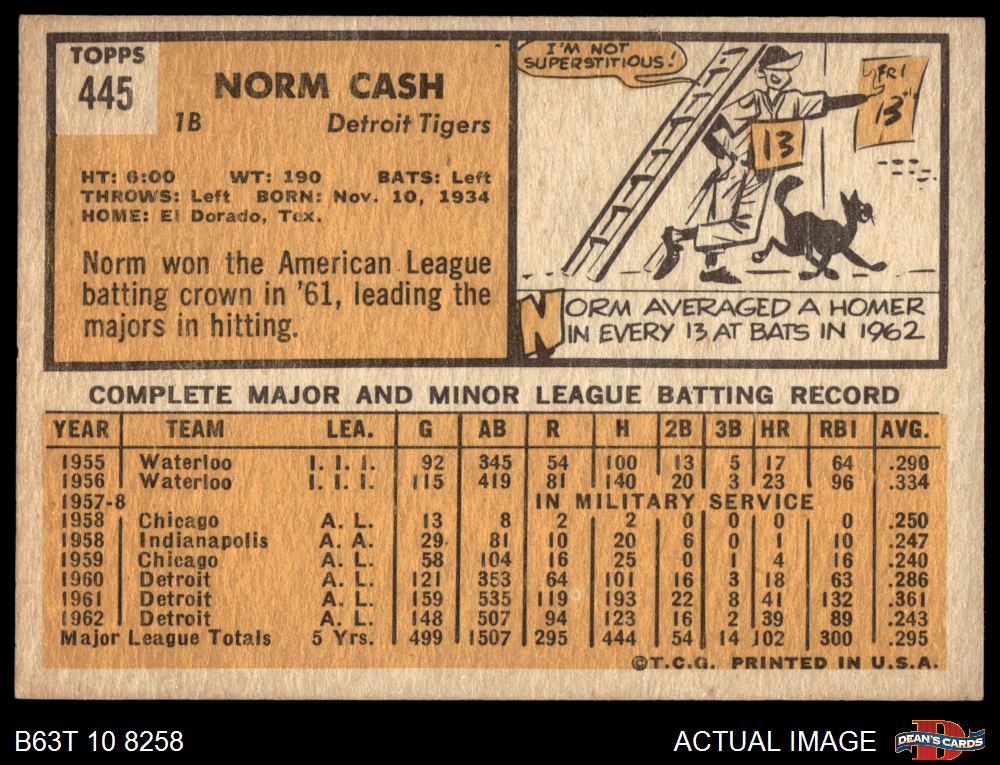 TOPPS
445
NORM CASH
1B Detroit Tigers
HT: 6:00 WT: 190 BATS: Left
THROWS: Left BORN: Nov. 10, 1934
HOME: El Dorado, Tex.
Norm won the American League
batting crown in '61, leading the
majors in hitting.
I'M NOT
SUPERSTITIOUS!
FRI
13TH
13
NORM AVERAGED A HOMER
IN EVERY 13 AT BATS IN 1962
COMPLETE MAJOR AND MINOR LEAGUE BATTING RECORD
YEAR TEAM LEA. G AB R H 2B 3B HR RBI AVG.
1955 Waterloo I. I. I. 92 345 54 100 13 5 17 64 .290
1956 Waterloo I. I. I. 115 419 81 140 20 3 23 96 .334
1957-8 IN MILITARY SERVICE
1958 Chicago A. L. 13 8 2 2 0 0 0 0 .250
1958 Indianapolis A. A. 29 81 10 20 6 0 1 10 .247
1959 Chicago A. L. 58 104 16 25 0 1 4 16 .240
1960 Detroit A. L. 121 353 64 101 16 3 18 63 .286
1961 Detroit A. L. 159 535 119 193 22 8 41 132 .361
1962 Detroit A. L. 148 507 94 123 16 2 39 89 .243
Major League Totals 5 Yrs. 499 1507 295 444 54 14 102 300 .295
©T.C.G. PRINTED IN U.S.A.
B63T 10 8258 ACTUAL IMAGE DEAN'S CARDS